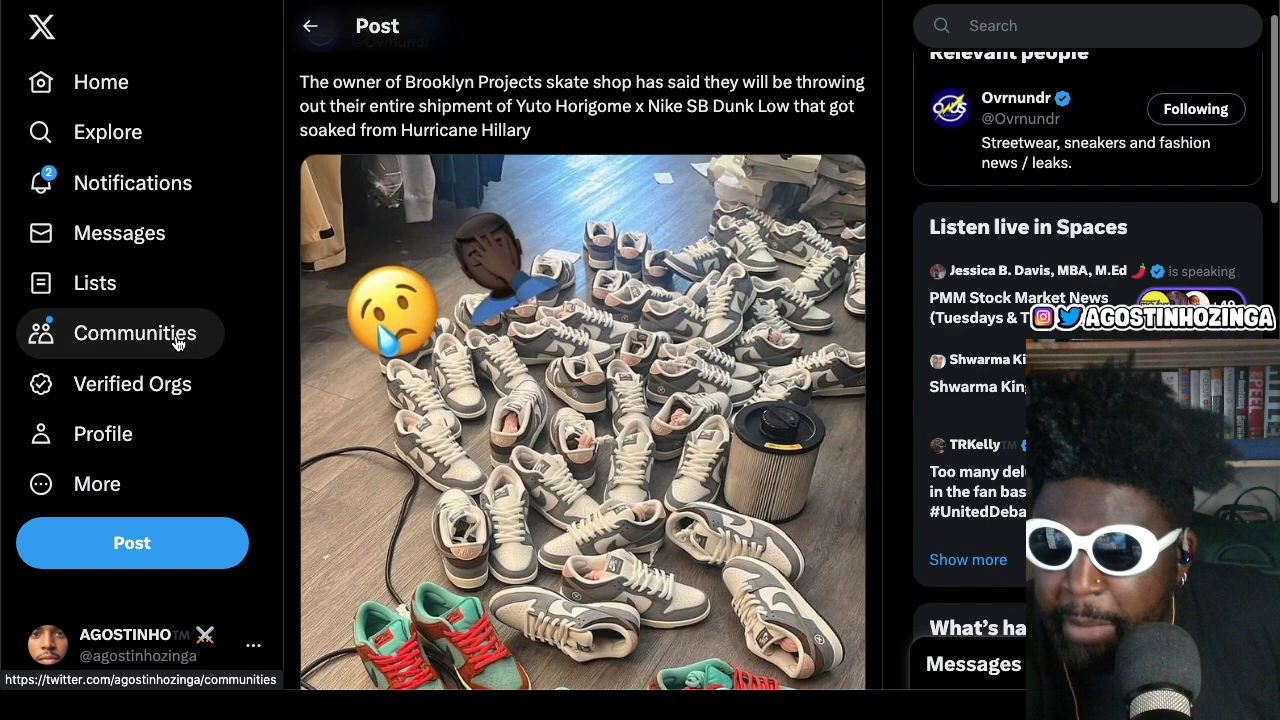 Home
Explore
2
Notifications
Messages
Lists
Communities
Verified Orgs
Profile
More
Post
AGOSTINHO™
@agostinhozinga
https://twitter.com/agostinhozinga/communities
Post
The owner of Brooklyn Projects skate shop has said they will be throwing
out their entire shipment of Yuto Horigome x Nike SB Dunk Low that got
soaked from Hurricane Hillary
Search
Relevant people
Ovrnundr
@Ovrnundr
Following
Streetwear, sneakers and fashion
news / leaks.
Listen live in Spaces
Jessica B. Davis, MBA, M.Ed
is speaking
PMM Stock Market News
(Tuesdays & T
AGOSTINHOZINGA
Shwarma Ki
Shwarma King
TRKelly™
Too many del
in the fan bas
#UnitedDeba
Show more
What's ha
Messages